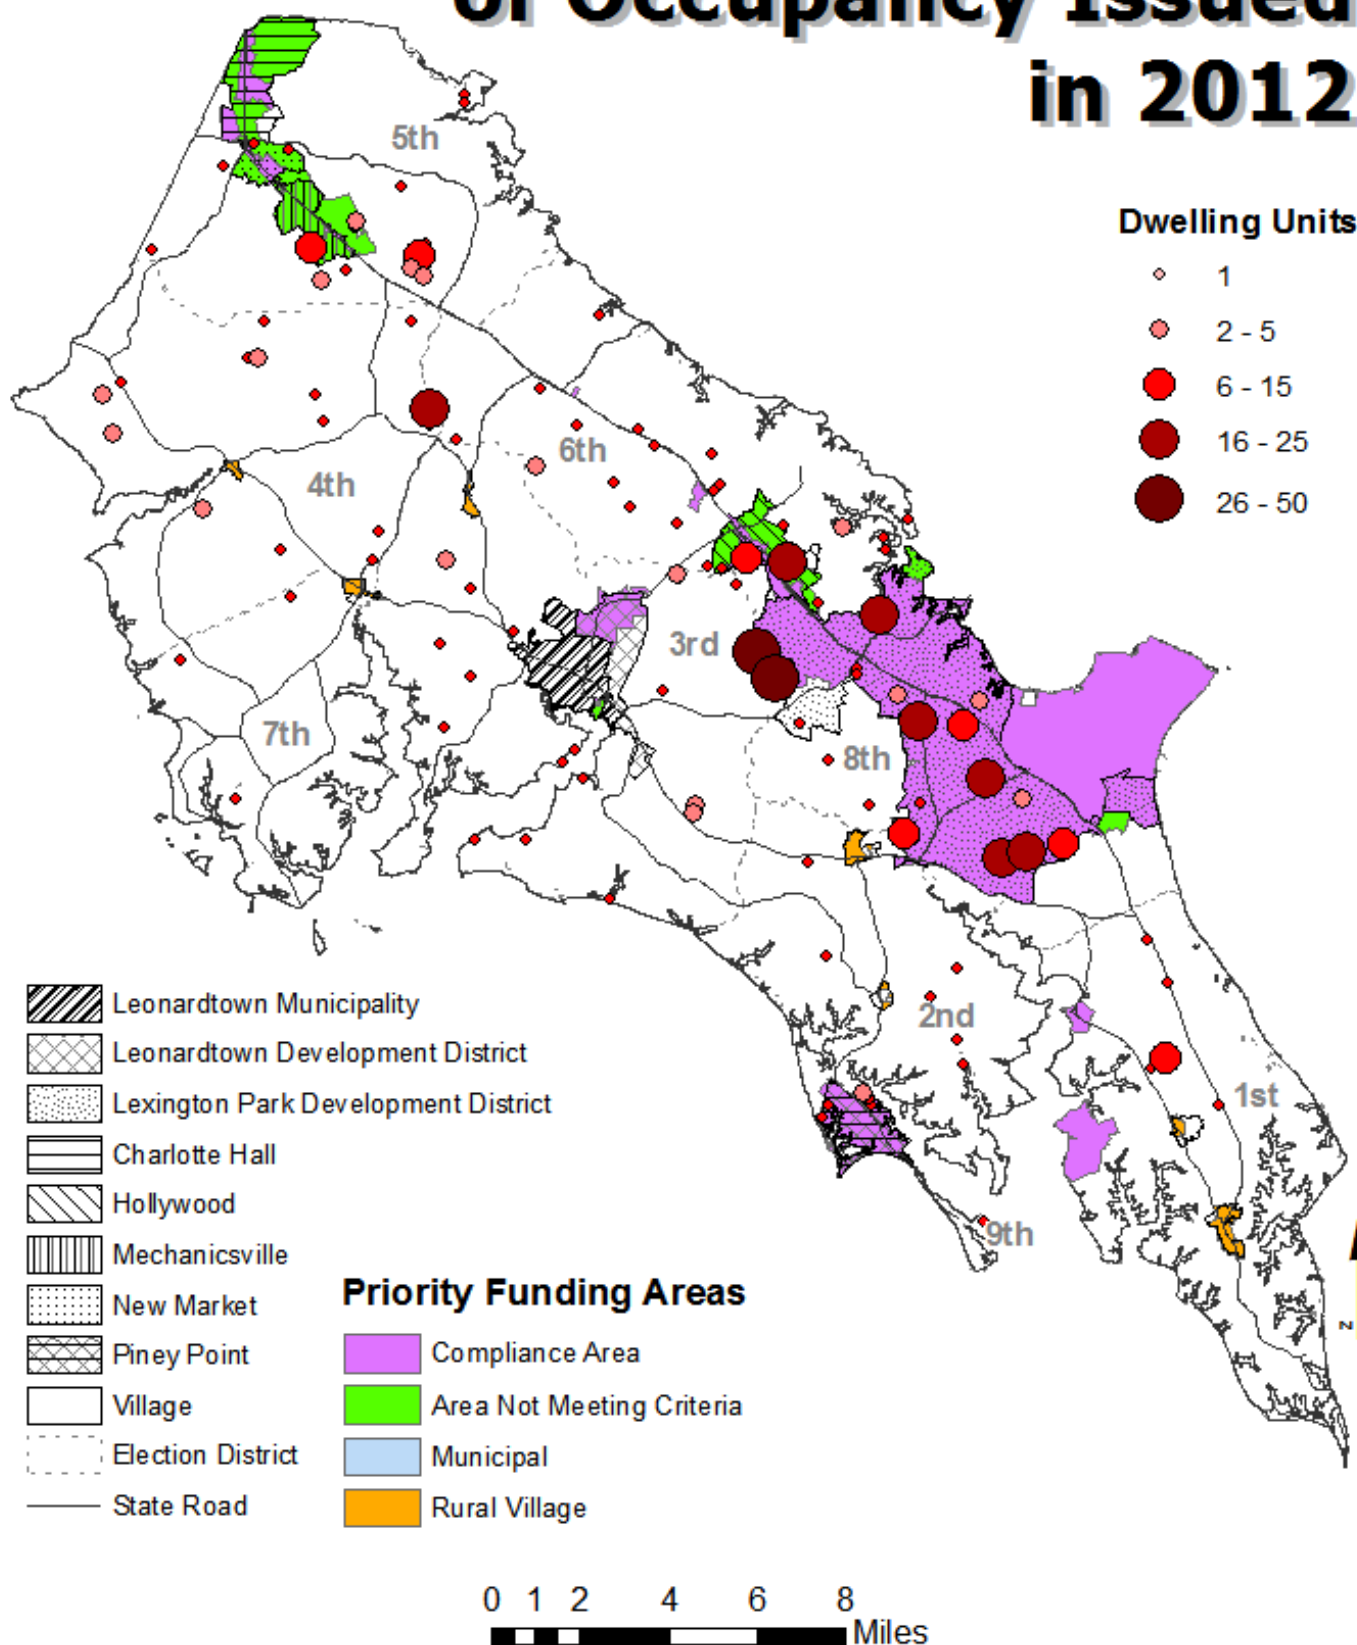 of Occupancy Issued
in 2012
Dwelling Units
1
2 - 5
6 - 15
16 - 25
26 - 50
5th
6th
4th
3rd
7th
8th
2nd
1st
9th
Leonardtown Municipality
Leonardtown Development District
Lexington Park Development District
Charlotte Hall
Hollywood
Mechanicsville
New Market
Piney Point
Village
Election District
State Road
Priority Funding Areas
Compliance Area
Area Not Meeting Criteria
Municipal
Rural Village
z
0 1 2 4 6 8
Miles